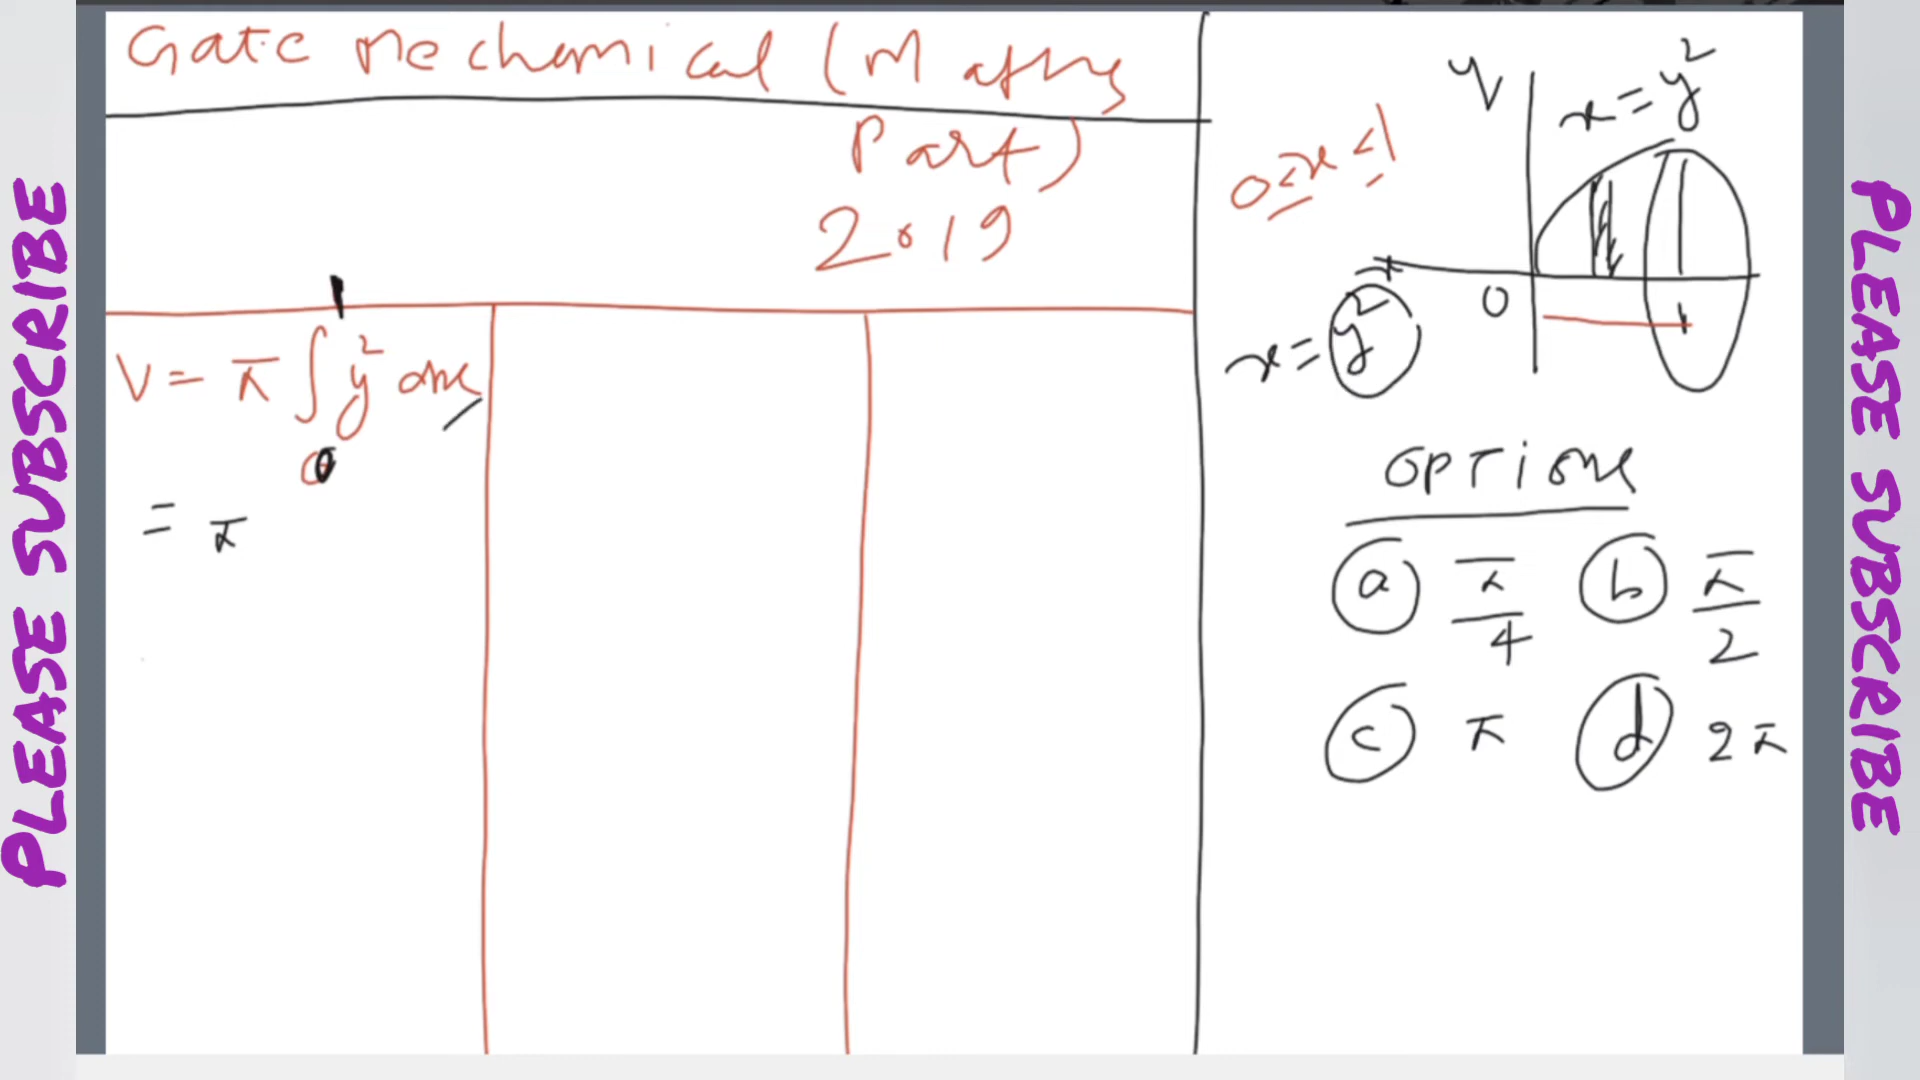 PLEASE SUBSCRIBE
Gate Mechanical (Maths
Part)
2019
V = π ∫₀¹ y² dx
= π
y
x = y²
0 ≤ x ≤ 1
x
0
1
x = y²
OPTIONS
a π/4 b π/2
c π d 2π
PLEASE SUBSCRIBE